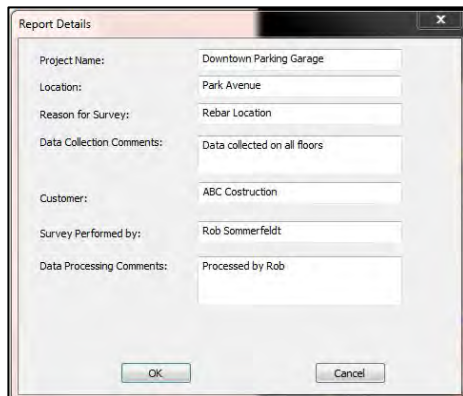 Report Details
x
Project Name: Downtown Parking Garage
Location: Park Avenue
Reason for Survey: Rebar Location
Data Collection Comments: Data collected on all floors
Customer: ABC Costruction
Survey Performed by: Rob Sommerfeldt
Data Processing Comments: Processed by Rob
OK Cancel